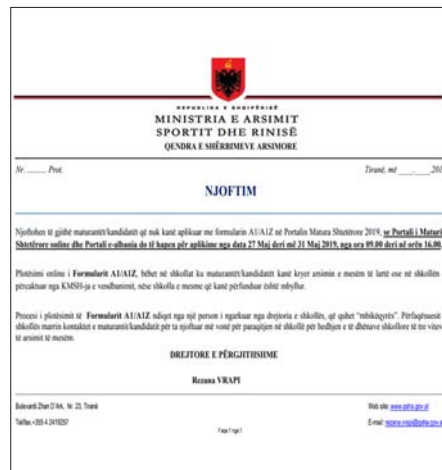 REPUBLIKA E SHQIPËRISË
MINISTRIA E ARSIMIT
SPORTIT DHE RINISË
QENDRA E SHËRBIMEVE ARSIMORE
Nr. ........ Prot. Tiranë, më ____.____.201
NJOFTIM
Njoftohen të gjithë maturantët/kandidatët që nuk kanë aplikuar me formularin A1/A1Z në Portalin Matura Shtetërore 2019, se Portali i Maturës
Shtetërore online dhe Portali e-albania do të hapen për aplikime nga data 27 Maj deri më 31 Maj 2019, nga ora 09.00 deri në orën 16.00.
Plotësimi online i Formularit A1/A1Z, bëhet në shkollat ku maturantët/kandidatët kanë kryer arsimin e mesëm të lartë ose në shkollën
përcaktuar nga KMSH-ja e vendbanimit, nëse shkolla e mesme që kanë përfunduar është mbyllur.
Procesi i plotësimit të Formularit A1/A1Z ndiqet nga një person i ngarkuar nga drejtoria e shkollës, që quhet "mbikëqyrës". Përfaqësuesit
shkollës marrin kontaktet e maturantit/kandidatit për ta njoftuar më vonë për paraqitjen në shkollë për hedhjen e të dhënave shkollore të tre viteve
të arsimit të mesëm.
DREJTORE E PËRGJITHSHME
Rezana VRAPI
Bulevardi Zhan D'Ark, Nr. 23, Tiranë Web site: www.qsha.gov.al
Tel/fax:+355 4 2419257 E-mail: rezana.vrapi@qsha.gov.a
Faqe 1 nga 1